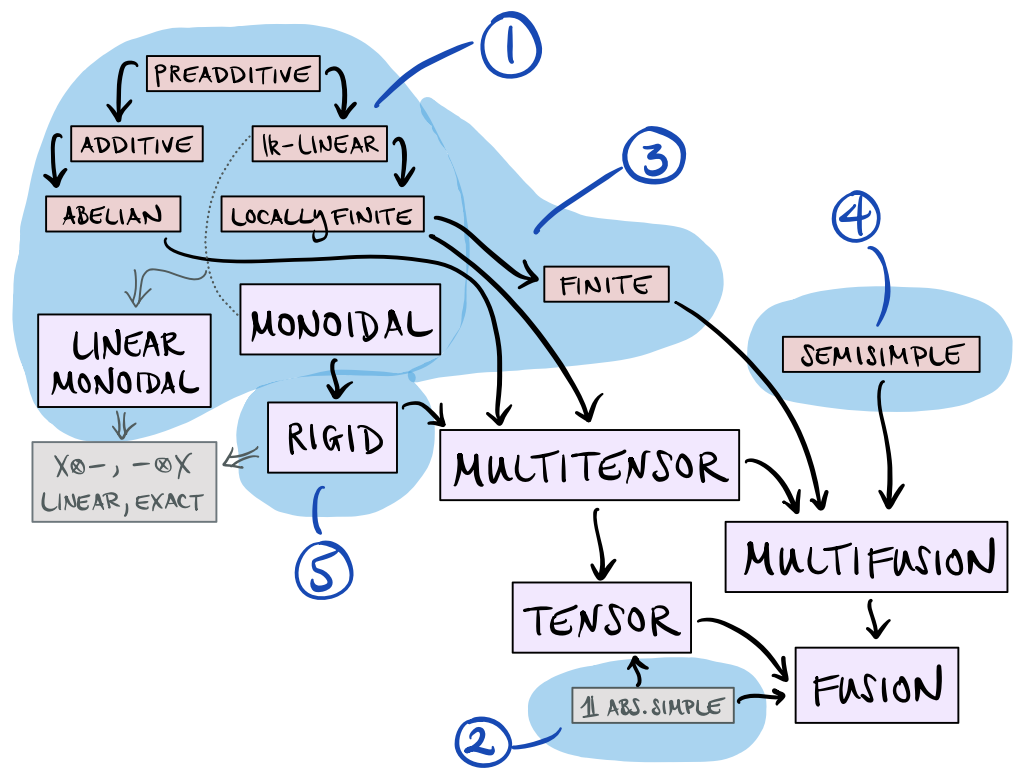 1
PREADDITIVE
ADDITIVE
𝕜-LINEAR
3
ABELIAN
LOCALLY FINITE
4
FINITE
MONOIDAL
LINEAR
MONOIDAL
SEMISIMPLE
RIGID
X⊗-, -⊗X
LINEAR, EXACT
MULTITENSOR
5
MULTIFUSION
TENSOR
FUSION
𝟙 ABS. SIMPLE
2